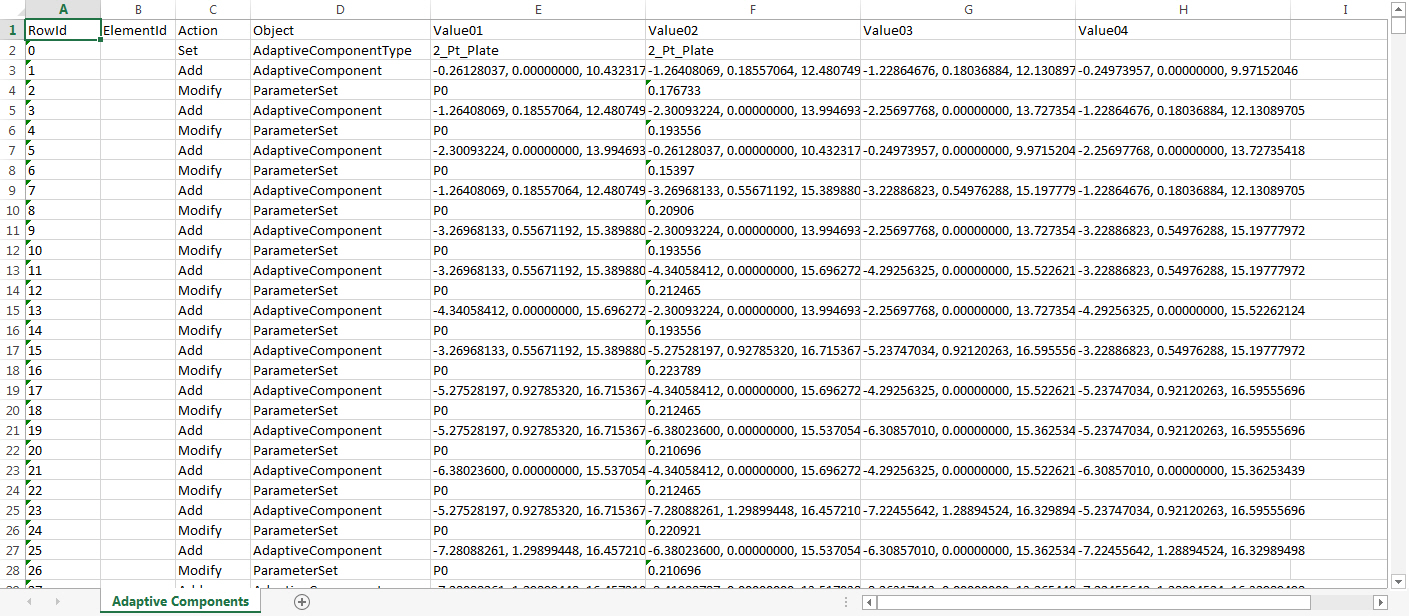 A B C D E F G H I
1 RowId ElementId Action Object Value01 Value02 Value03 Value04
2 0 Set AdaptiveComponentType 2_Pt_Plate 2_Pt_Plate
3 1 Add AdaptiveComponent -0.26128037, 0.00000000, 10.432317 -1.26408069, 0.18557064, 12.480749 -1.22864676, 0.18036884, 12.130897 -0.24973957, 0.00000000, 9.97152046
4 2 Modify ParameterSet P0 0.176733
5 3 Add AdaptiveComponent -1.26408069, 0.18557064, 12.480749 -2.30093224, 0.00000000, 13.994693 -2.25697768, 0.00000000, 13.727354 -1.22864676, 0.18036884, 12.13089705
6 4 Modify ParameterSet P0 0.193556
7 5 Add AdaptiveComponent -2.30093224, 0.00000000, 13.994693 -0.26128037, 0.00000000, 10.432317 -0.24973957, 0.00000000, 9.9715204 -2.25697768, 0.00000000, 13.72735418
8 6 Modify ParameterSet P0 0.15397
9 7 Add AdaptiveComponent -1.26408069, 0.18557064, 12.480749 -3.26968133, 0.55671192, 15.389880 -3.22886823, 0.54976288, 15.197779 -1.22864676, 0.18036884, 12.13089705
10 8 Modify ParameterSet P0 0.20906
11 9 Add AdaptiveComponent -3.26968133, 0.55671192, 15.389880 -2.30093224, 0.00000000, 13.994693 -2.25697768, 0.00000000, 13.727354 -3.22886823, 0.54976288, 15.19777972
12 10 Modify ParameterSet P0 0.193556
13 11 Add AdaptiveComponent -3.26968133, 0.55671192, 15.389880 -4.34058412, 0.00000000, 15.696272 -4.29256325, 0.00000000, 15.522621 -3.22886823, 0.54976288, 15.19777972
14 12 Modify ParameterSet P0 0.212465
15 13 Add AdaptiveComponent -4.34058412, 0.00000000, 15.696272 -2.30093224, 0.00000000, 13.994693 -2.25697768, 0.00000000, 13.727354 -4.29256325, 0.00000000, 15.52262124
16 14 Modify ParameterSet P0 0.193556
17 15 Add AdaptiveComponent -3.26968133, 0.55671192, 15.389880 -5.27528197, 0.92785320, 16.715367 -5.23747034, 0.92120263, 16.595556 -3.22886823, 0.54976288, 15.19777972
18 16 Modify ParameterSet P0 0.223789
19 17 Add AdaptiveComponent -5.27528197, 0.92785320, 16.715367 -4.34058412, 0.00000000, 15.696272 -4.29256325, 0.00000000, 15.522621 -5.23747034, 0.92120263, 16.59555696
20 18 Modify ParameterSet P0 0.212465
21 19 Add AdaptiveComponent -5.27528197, 0.92785320, 16.715367 -6.38023600, 0.00000000, 15.537054 -6.30857010, 0.00000000, 15.362534 -5.23747034, 0.92120263, 16.59555696
22 20 Modify ParameterSet P0 0.210696
23 21 Add AdaptiveComponent -6.38023600, 0.00000000, 15.537054 -4.34058412, 0.00000000, 15.696272 -4.29256325, 0.00000000, 15.522621 -6.30857010, 0.00000000, 15.36253439
24 22 Modify ParameterSet P0 0.212465
25 23 Add AdaptiveComponent -5.27528197, 0.92785320, 16.715367 -7.28088261, 1.29899448, 16.457210 -7.22455642, 1.28894524, 16.329894 -5.23747034, 0.92120263, 16.59555696
26 24 Modify ParameterSet P0 0.220921
27 25 Add AdaptiveComponent -7.28088261, 1.29899448, 16.457210 -6.38023600, 0.00000000, 15.537054 -6.30857010, 0.00000000, 15.362534 -7.22455642, 1.28894524, 16.32989498
28 26 Modify ParameterSet P0 0.210696
Adaptive Components